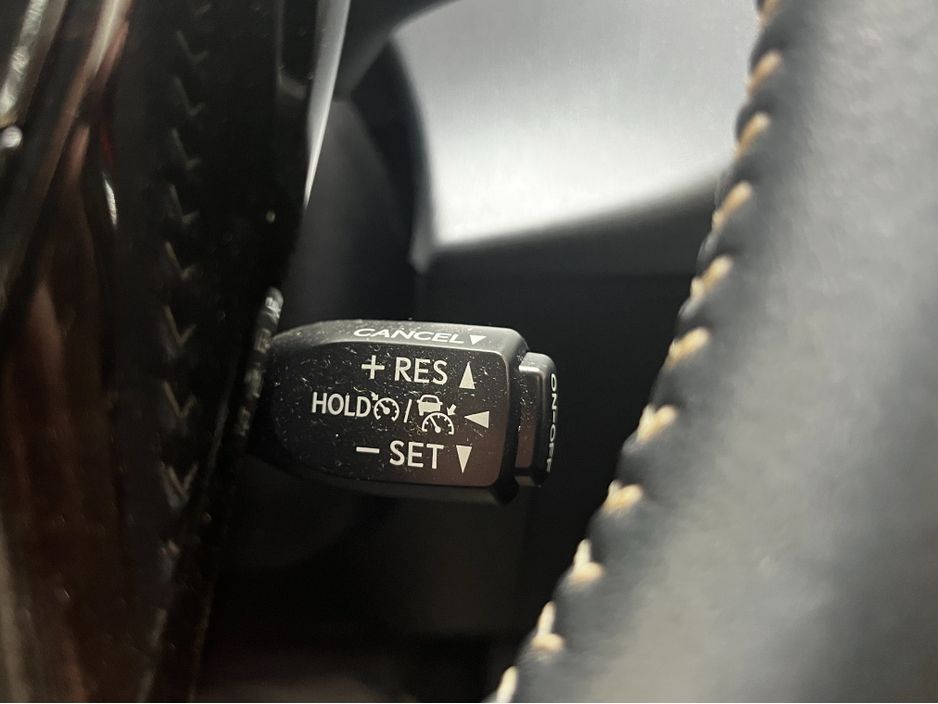 CANCEL▼
+ RES ▲
HOLD / ◀
− SET ▼
ON-OFF